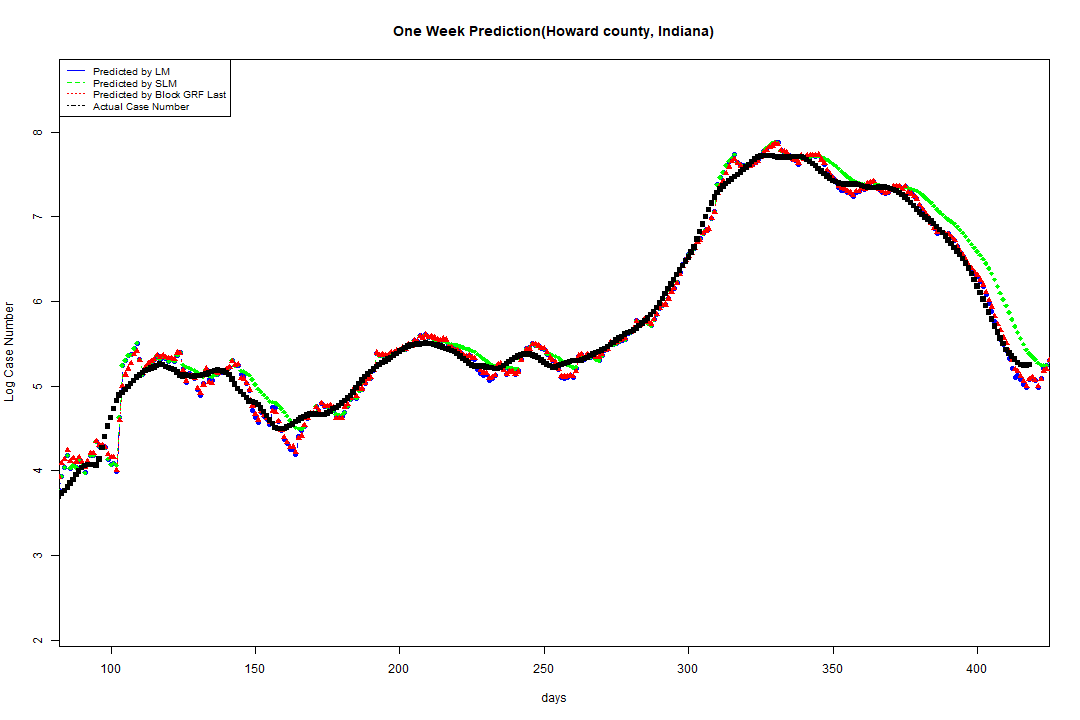 One Week Prediction(Howard county, Indiana)
Predicted by LM
Predicted by SLM
Predicted by Block GRF Last
Actual Case Number
Log Case Number
8
7
6
5
4
3
2
100 150 200 250 300 350 400
days